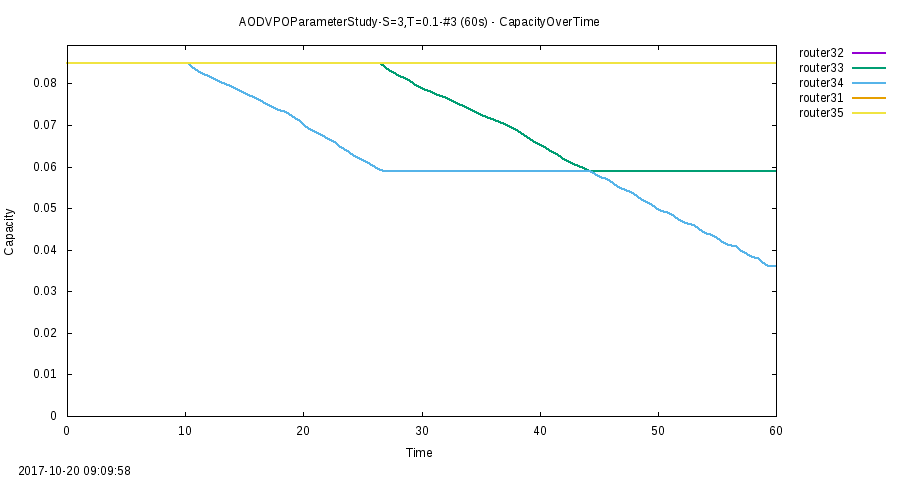 AODVPOParameterStudy-S=3,T=0.1-#3 (60s) - CapacityOverTime
router32
router33
router34
router31
router35
0.08
0.07
0.06
0.05
0.04
0.03
0.02
0.01
0
Capacity
0 10 20 30 40 50 60
Time
2017-10-20 09:09:58